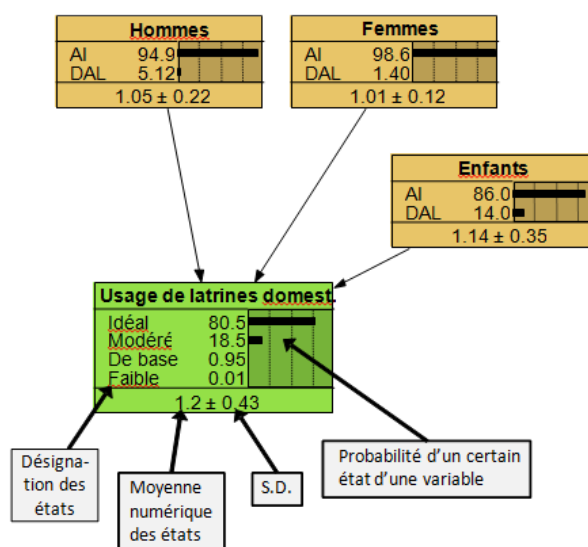 Hommes
AI 94.9
DAL 5.12
1.05 ± 0.22
Femmes
AI 98.6
DAL 1.40
1.01 ± 0.12
Enfants
AI 86.0
DAL 14.0
1.14 ± 0.35
Usage de latrines domest.
Idéal 80.5
Modéré 18.5
De base 0.95
Faible 0.01
1.2 ± 0.43
Désigna-
tion des
états
Moyenne
numérique
des états
S.D.
Probabilité d'un certain
état d'une variable